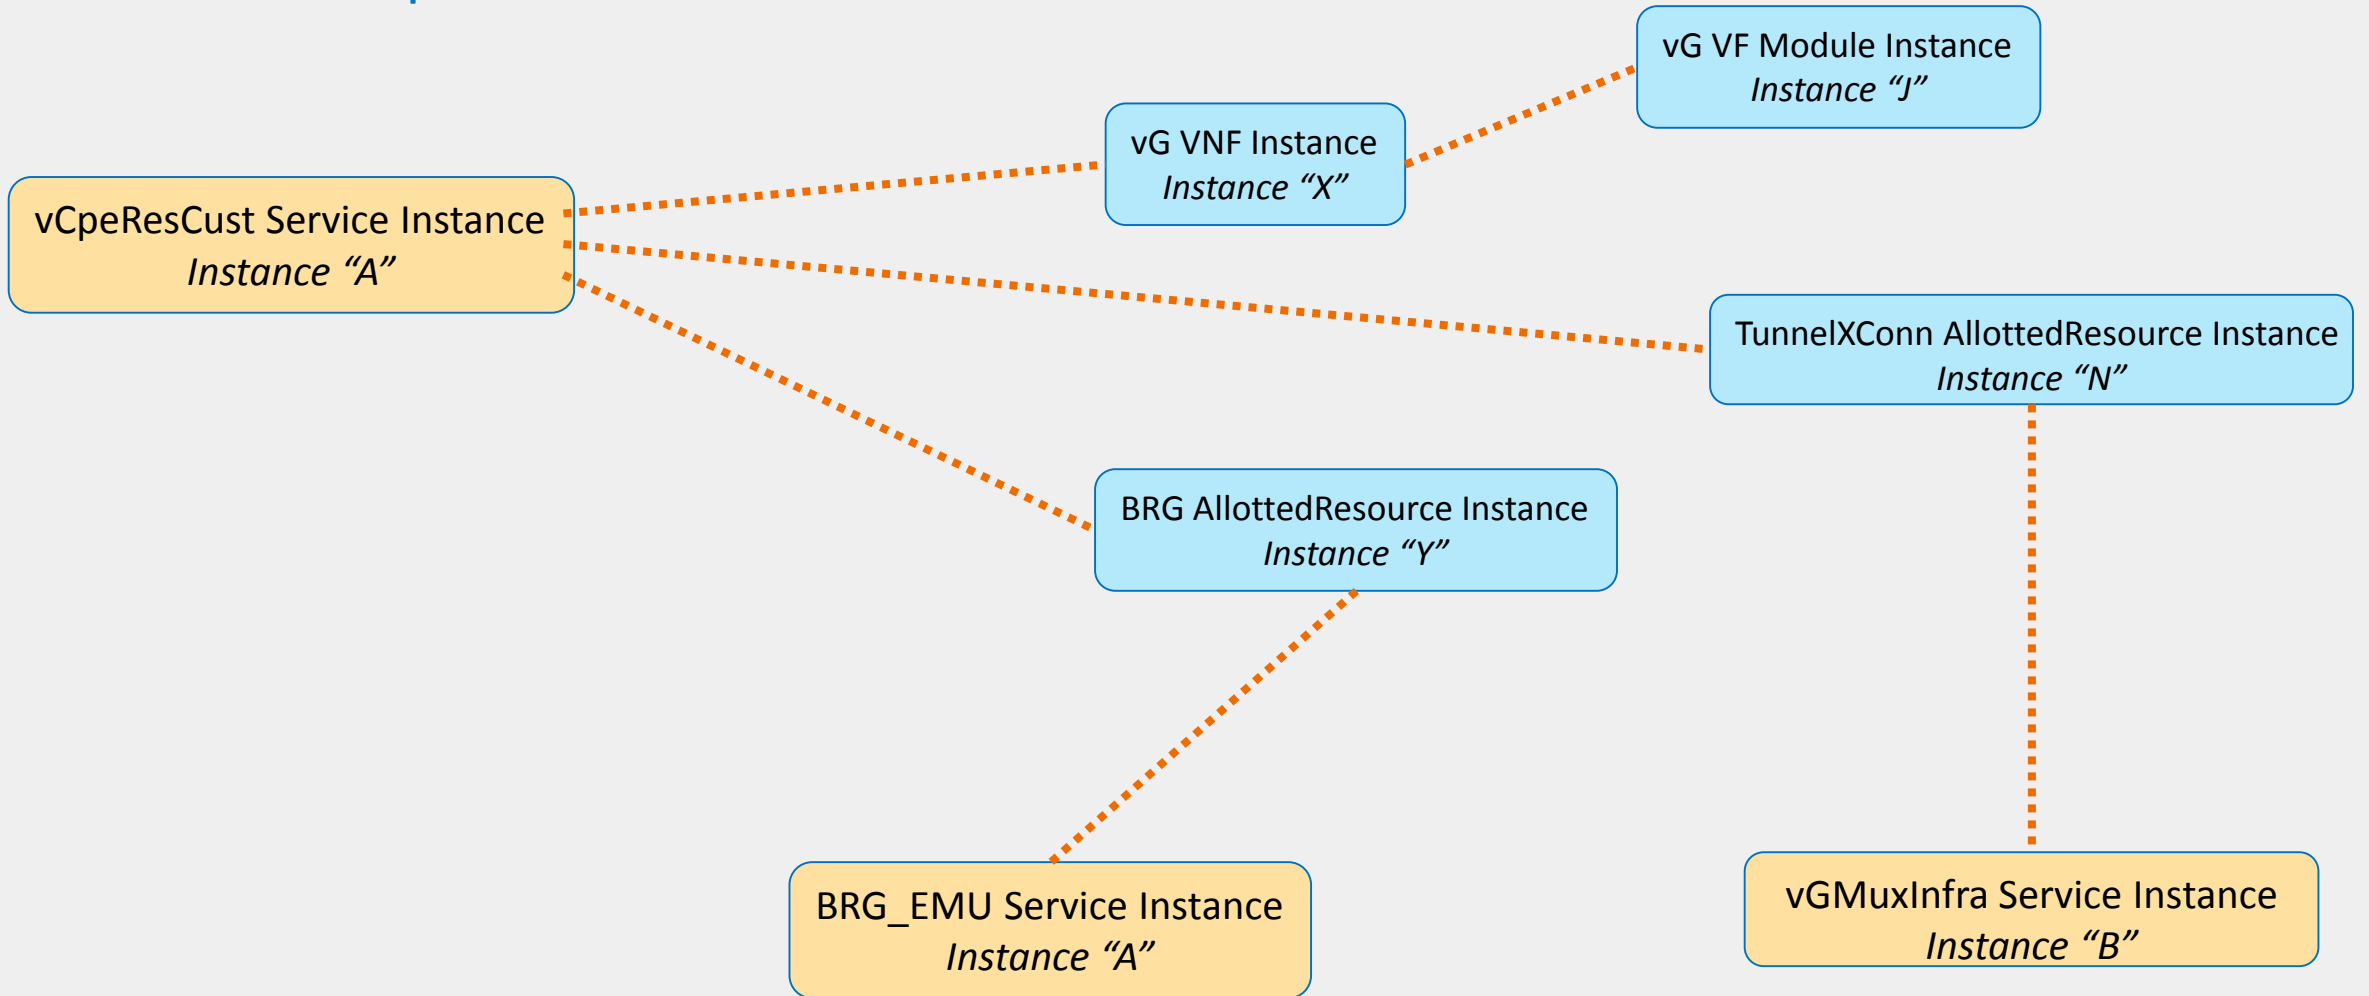 vG VF Module Instance
Instance “J”
vG VNF Instance
Instance “X”
vCpeResCust Service Instance
Instance “A”
TunnelXConn AllottedResource Instance
Instance “N”
BRG AllottedResource Instance
Instance “Y”
BRG_EMU Service Instance
Instance “A”
vGMuxInfra Service Instance
Instance “B”